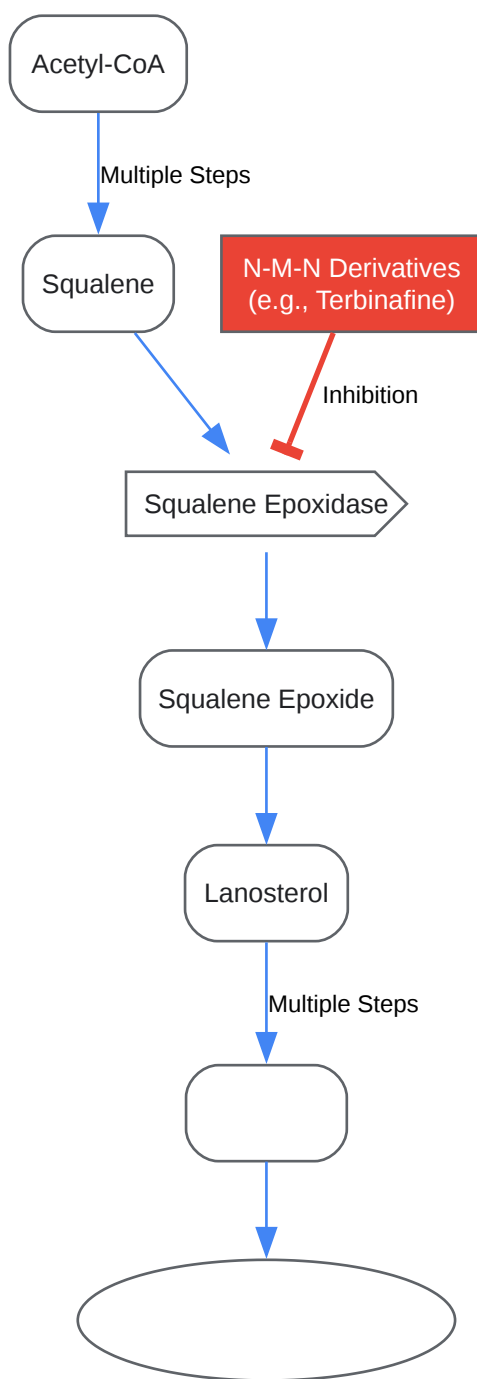 Acetyl-CoA
Multiple Steps
Squalene
N-M-N Derivatives
(e.g., Terbinafine)
Inhibition
Squalene Epoxidase
Squalene Epoxide
Lanosterol
Multiple Steps